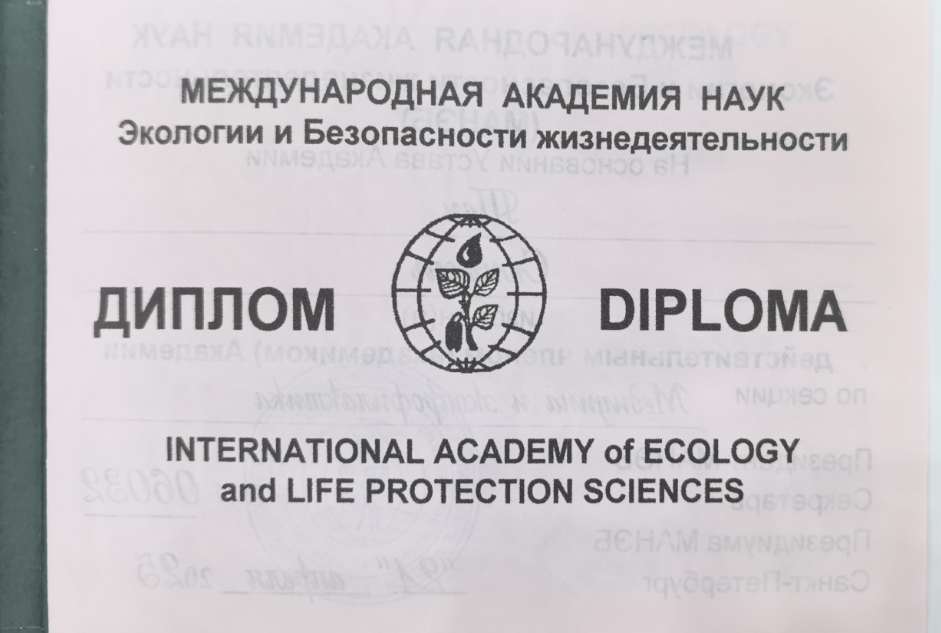 МЕЖДУНАРОДНАЯ АКАДЕМИЯ НАУК
Экологии и Безопасности жизнедеятельности
ДИПЛОМ
DIPLOMA
INTERNATIONAL ACADEMY of ECOLOGY
and LIFE PROTECTION SCIENCES